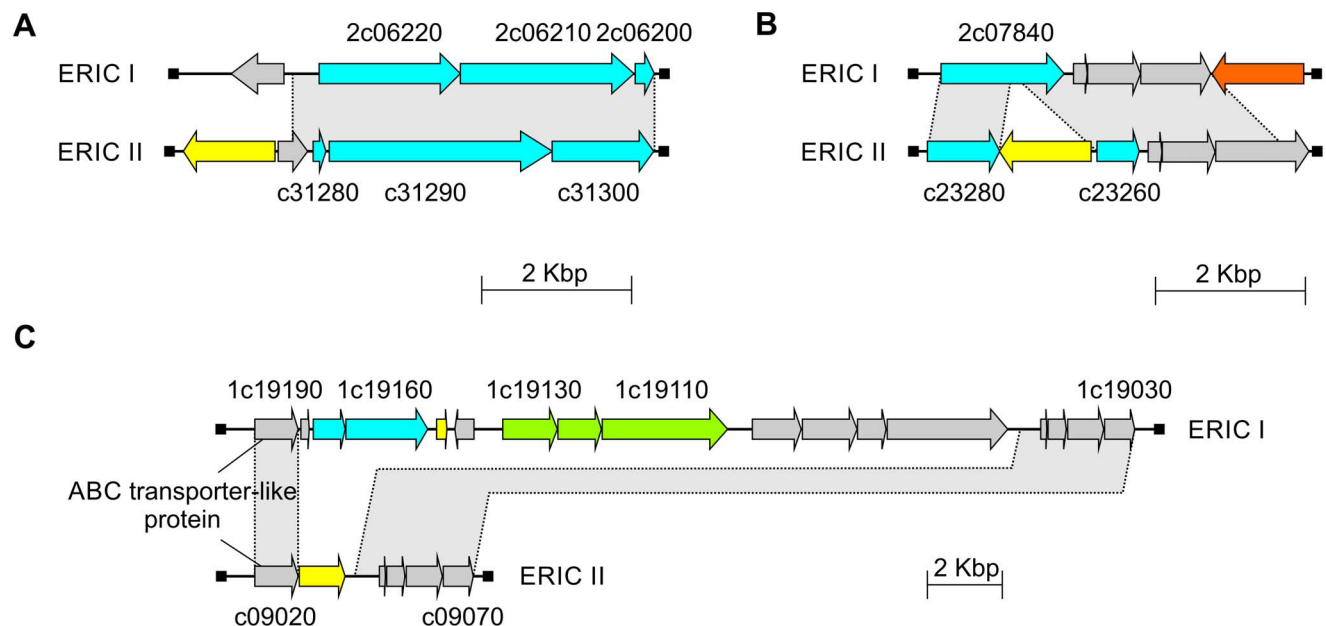 A
2c06220 2c06210 2c06200
ERIC I
ERIC II
c31280 c31290 c31300
2 Kbp
B
2c07840
ERIC I
ERIC II
c23280 c23260
2 Kbp
C
1c19190 1c19160 1c19130 1c19110 1c19030
ERIC I
ABC transporter-like
protein
ERIC II
c09020 c09070
2 Kbp